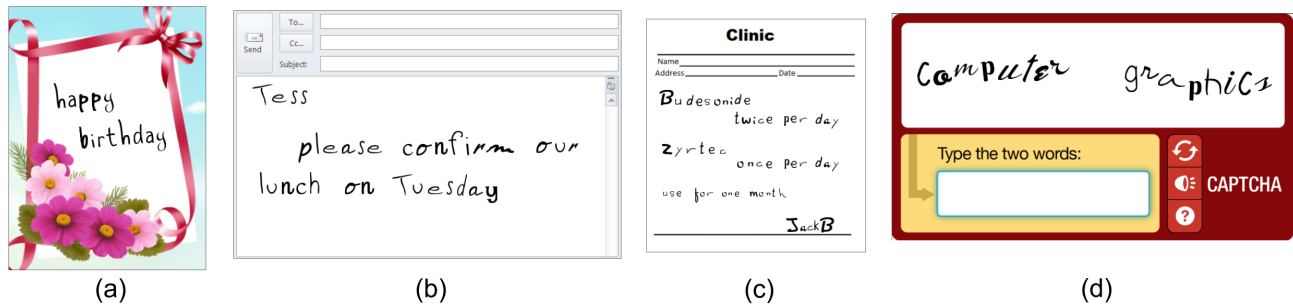 happy
birthday
(a)
To...
Send
Cc...
Subject:
Tess
please confirm our
lunch on Tuesday
(b)
Clinic
Name
Address Date
Budesonide
twice per day
Zyrtec
once per day
use for one month
JackB
(c)
computer graphics
Type the two words:
CAPTCHA
?
(d)